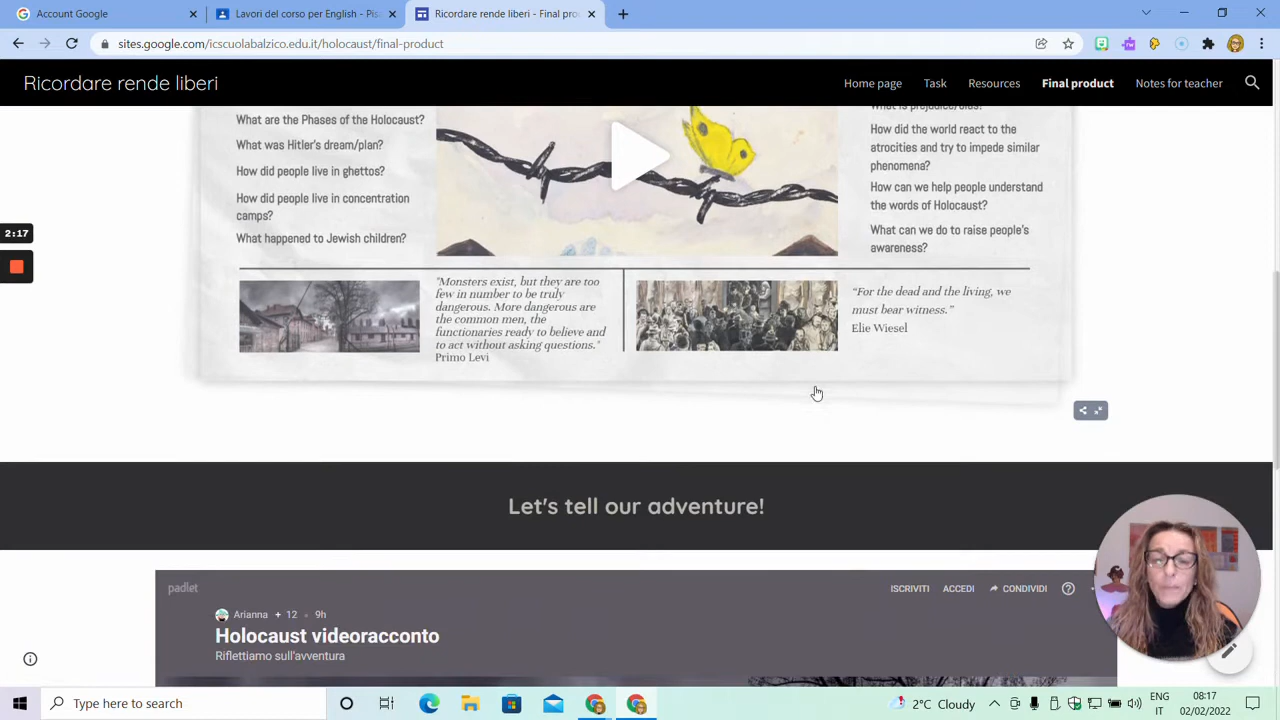 Account Google
Lavori del corso per English - Pis
Ricordare rende liberi - Final pro
sites.google.com/icscuolabalzico.edu.it/holocaust/final-product
Ricordare rende liberi
Home page
Task
Resources
Final product
Notes for teacher
What are the Phases of the Holocaust?
What was Hitler's dream/plan?
How did people live in ghettos?
How did people live in concentration
camps?
What happened to Jewish children?
What is prejudice/bias?
How did the world react to the
atrocities and try to impede similar
phenomena?
How can we help people understand
the words of Holocaust?
What can we do to raise people's
awareness?
2:17
"Monsters exist, but they are too
few in number to be truly
dangerous. More dangerous are
the common men, the
functionaries ready to believe and
to act without asking questions."
Primo Levi
“For the dead and the living, we
must bear witness.”
Elie Wiesel
Let's tell our adventure!
padlet
ISCRIVITI
ACCEDI
CONDIVIDI
Arianna + 12 • 9h
Holocaust videoracconto
Riflettiamo sull'avventura
Type here to search
2°C Cloudy
ENG
IT
08:17
02/02/2022